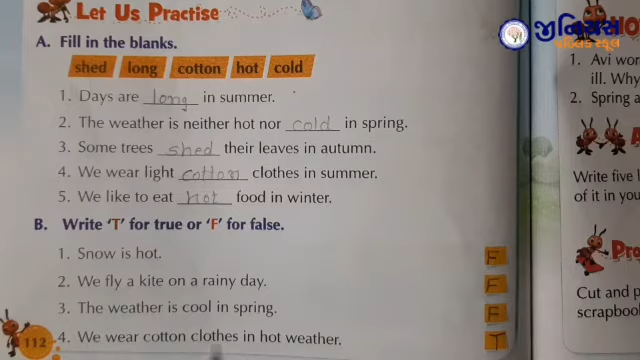 Let Us Practise
A. Fill in the blanks.
shed long cotton hot cold
1. Days are long in summer.
2. The weather is neither hot nor cold in spring.
3. Some trees shed their leaves in autumn.
4. We wear light cotton clothes in summer.
5. We like to eat hot food in winter.
B. Write 'T' for true or 'F' for false.
1. Snow is hot. F
2. We fly a kite on a rainy day. F
3. The weather is cool in spring. F
4. We wear cotton clothes in hot weather. T
112
જીનિયસ
ઇંગ્લિશ સ્કૂલ
1. Avi wor
ill. Why
2. Spring a
Write five l
of it in you
Pro
Cut and p
scrapbook